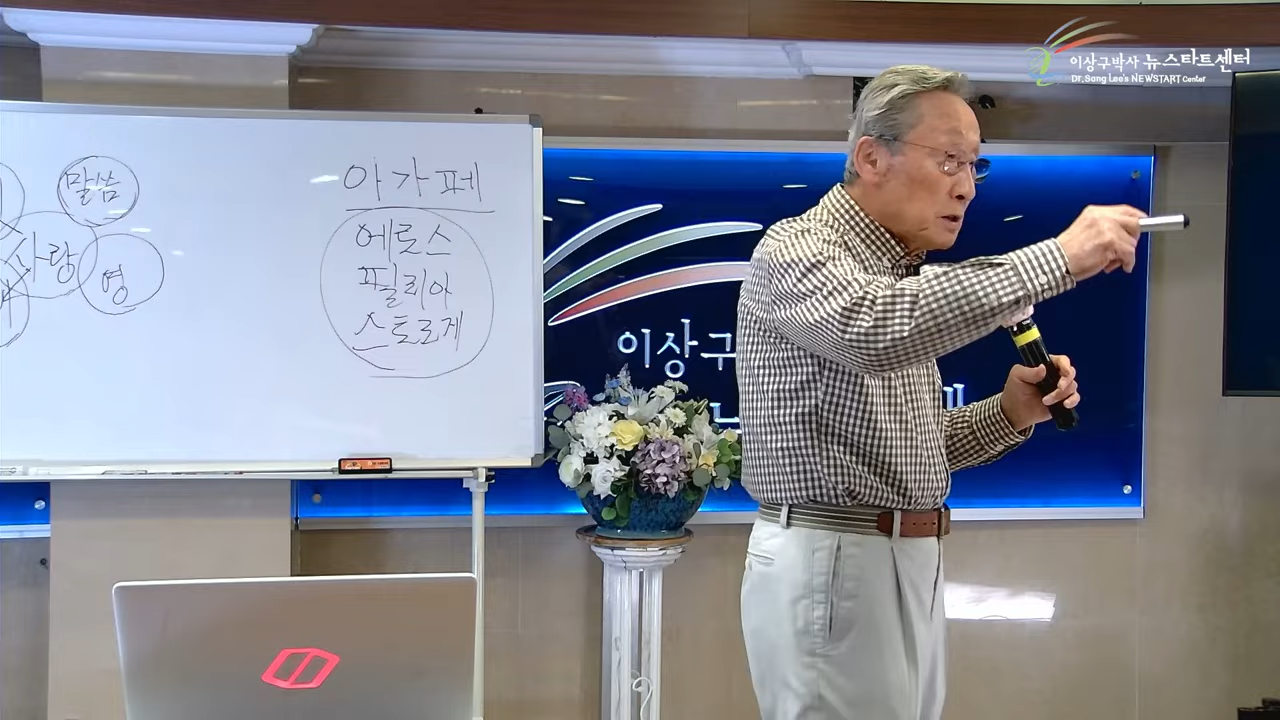 이상구박사 뉴스타트센터
Dr. Sang Lee's NEWSTART Center
말씀
사랑
영
아가페
에로스
필리아
스토르게
이상구